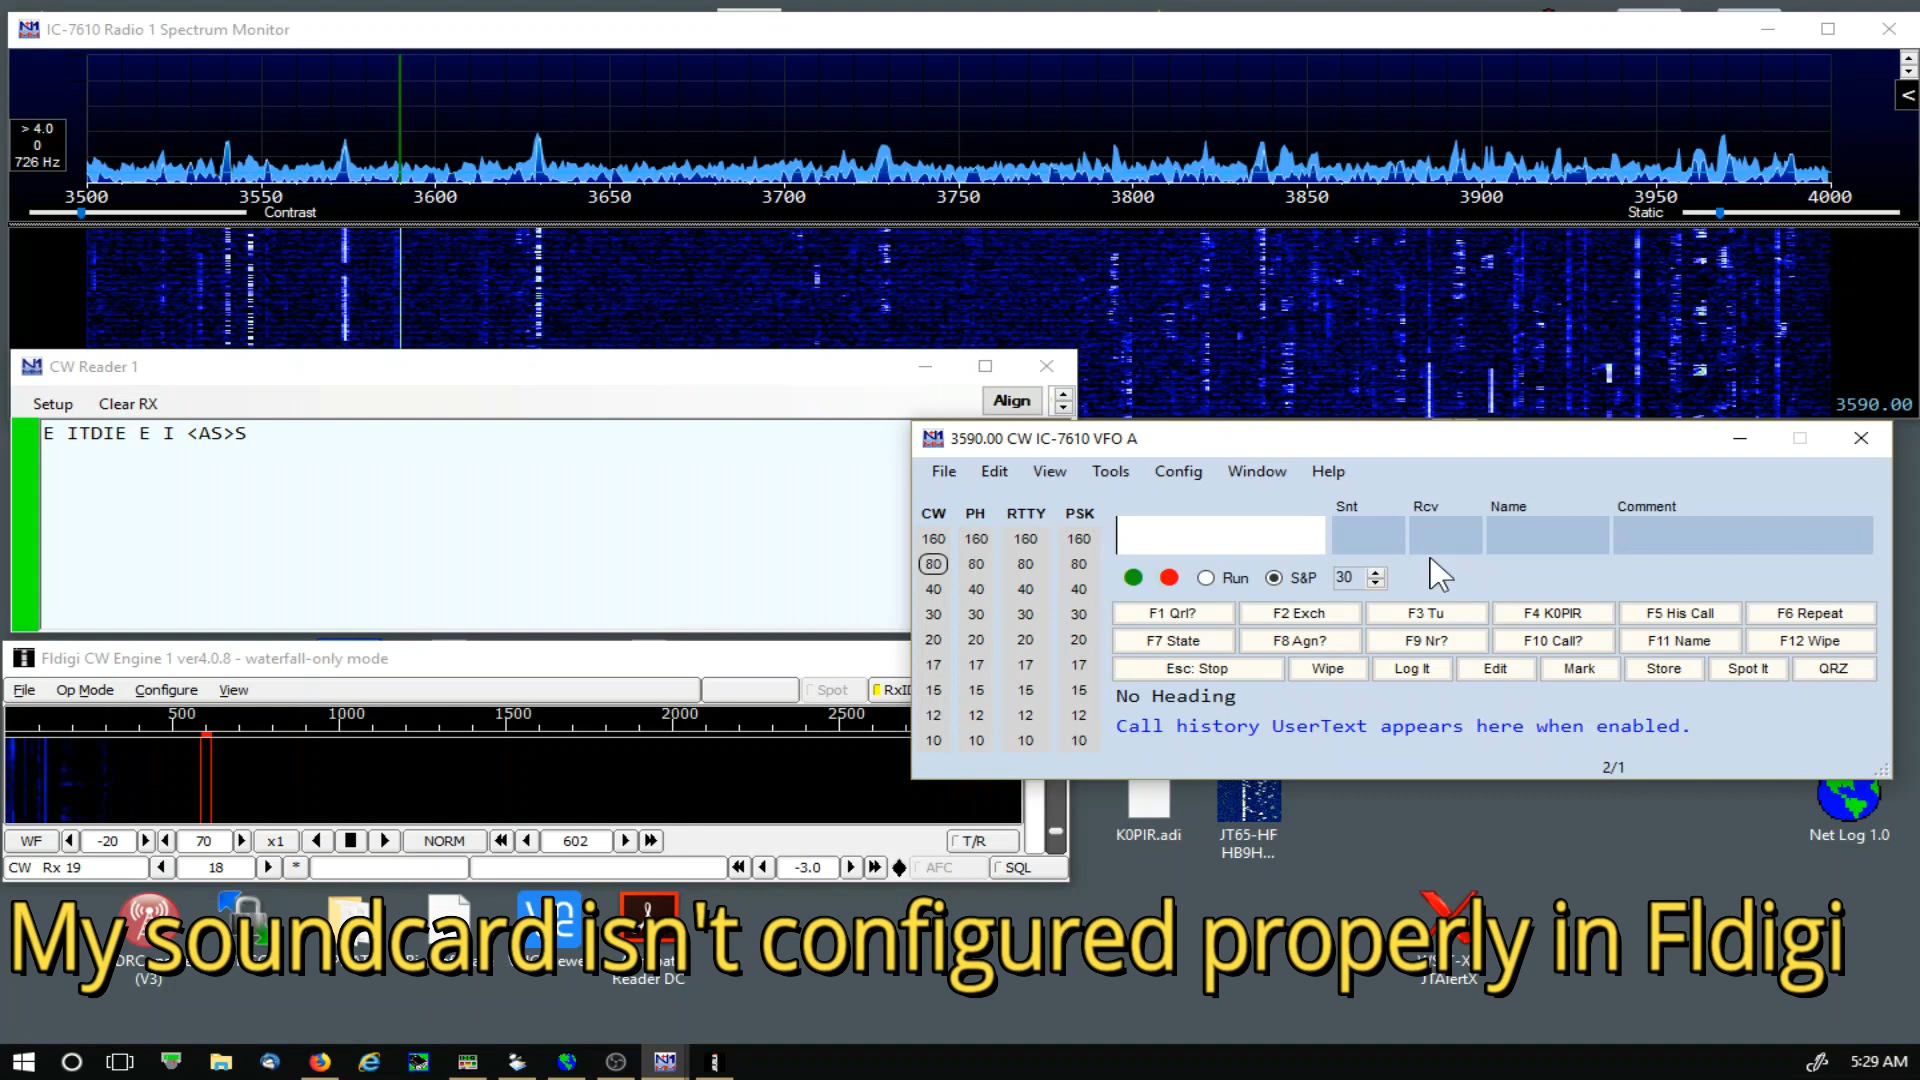 IC-7610 Radio 1 Spectrum Monitor
> 4.0
0
726 Hz
3500 3550 3600 3650 3700 3750 3800 3850 3900 3950 4000
Contrast
Static
3590.00
CW Reader 1
Setup Clear RX
Align
E ITDIE E I <AS>S
3590.00 CW IC-7610 VFO A
File Edit View Tools Config Window Help
CW PH RTTY PSK
160 160 160 160
80 80 80 80
40 40 40 40
30 30 30 30
20 20 20 20
17 17 17 17
15 15 15 15
12 12 12 12
10 10 10 10
Snt Rcv Name Comment
Run S&P 30
F1 Qrl? F2 Exch F3 Tu F4 K0PIR F5 His Call F6 Repeat
F7 State F8 Agn? F9 Nr? F10 Call? F11 Name F12 Wipe
Esc: Stop Wipe Log It Edit Mark Store Spot It QRZ
No Heading
Call history UserText appears here when enabled.
2/1
Fldigi CW Engine 1 ver4.0.8 - waterfall-only mode
File Op Mode Configure View
Spot RxID
500 1000 1500 2000 2500
WF -20 70 x1 NORM 602 T/R
CW Rx 19 18 * -3.0 AFC SQL
K0PIR.adi
JT65-HF
HB9H...
Net Log 1.0
My soundcard isn't configured properly in Fldigi
(V3)
Reader DC
JTAlertX
5:29 AM